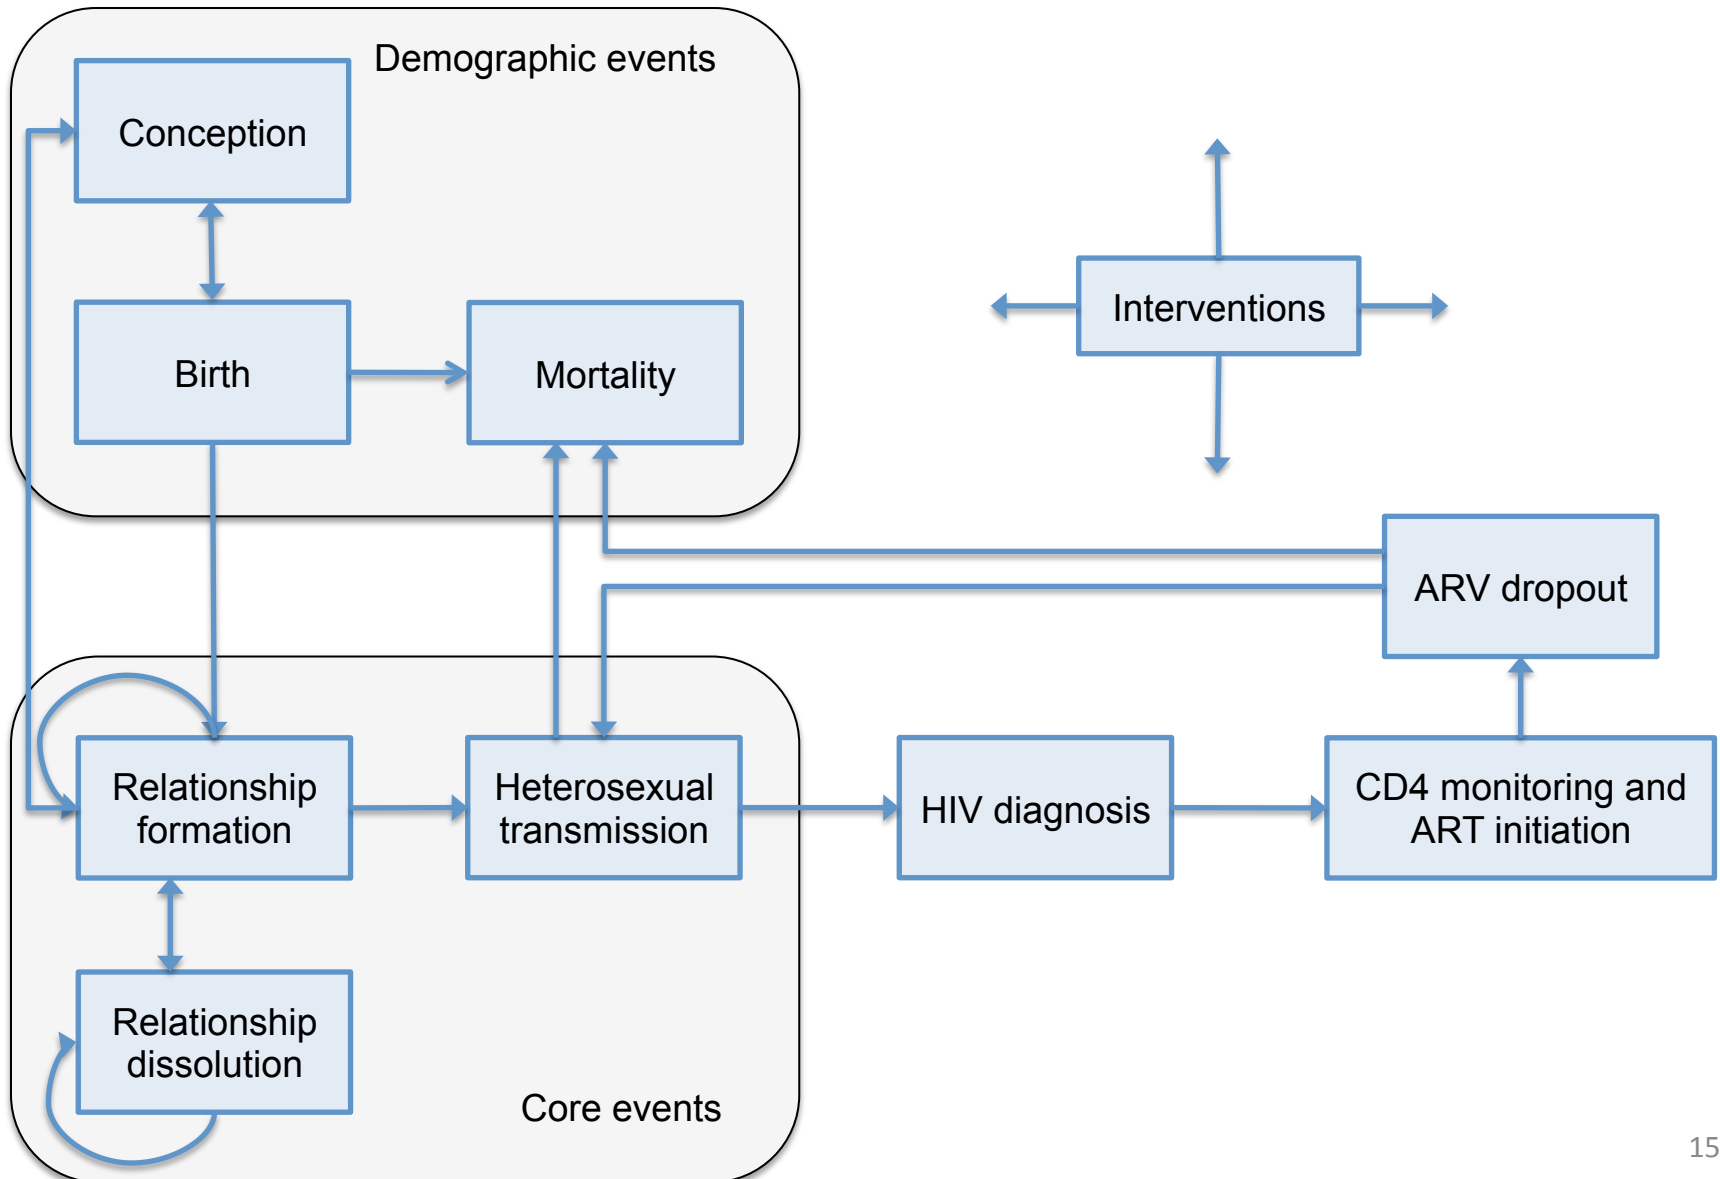 Demographic events
Conception
Birth
Mortality
Interventions
ARV dropout
Relationship
formation
Heterosexual
transmission
HIV diagnosis
CD4 monitoring and
ART initiation
Relationship
dissolution
Core events
15